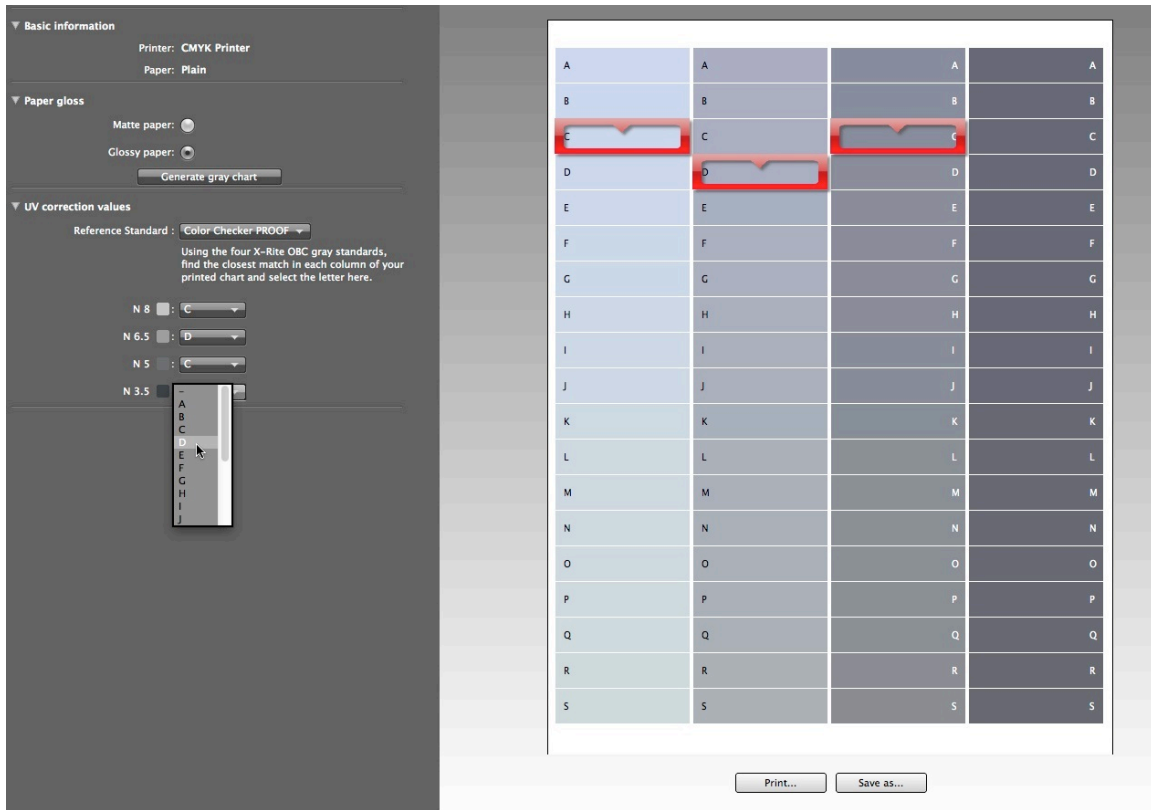 Basic information
Printer: CMYK Printer
Paper: Plain
Paper gloss
Matte paper:
Glossy paper:
Generate gray chart
UV correction values
Reference Standard : Color Checker PROOF
Using the four X-Rite OBC gray standards,
find the closest match in each column of your
printed chart and select the letter here.
N 8 : C
N 6.5 : D
N 5 : C
N 3.5
-
A
B
C
D
E
F
G
H
I
J
A A A A
B B B B
C C C C
D D D D
E E E E
F F F F
G G G G
H H H H
I I I I
J J J J
K K K K
L L L L
M M M M
N N N N
O O O O
P P P P
Q Q Q Q
R R R R
S S S S
Print... Save as...